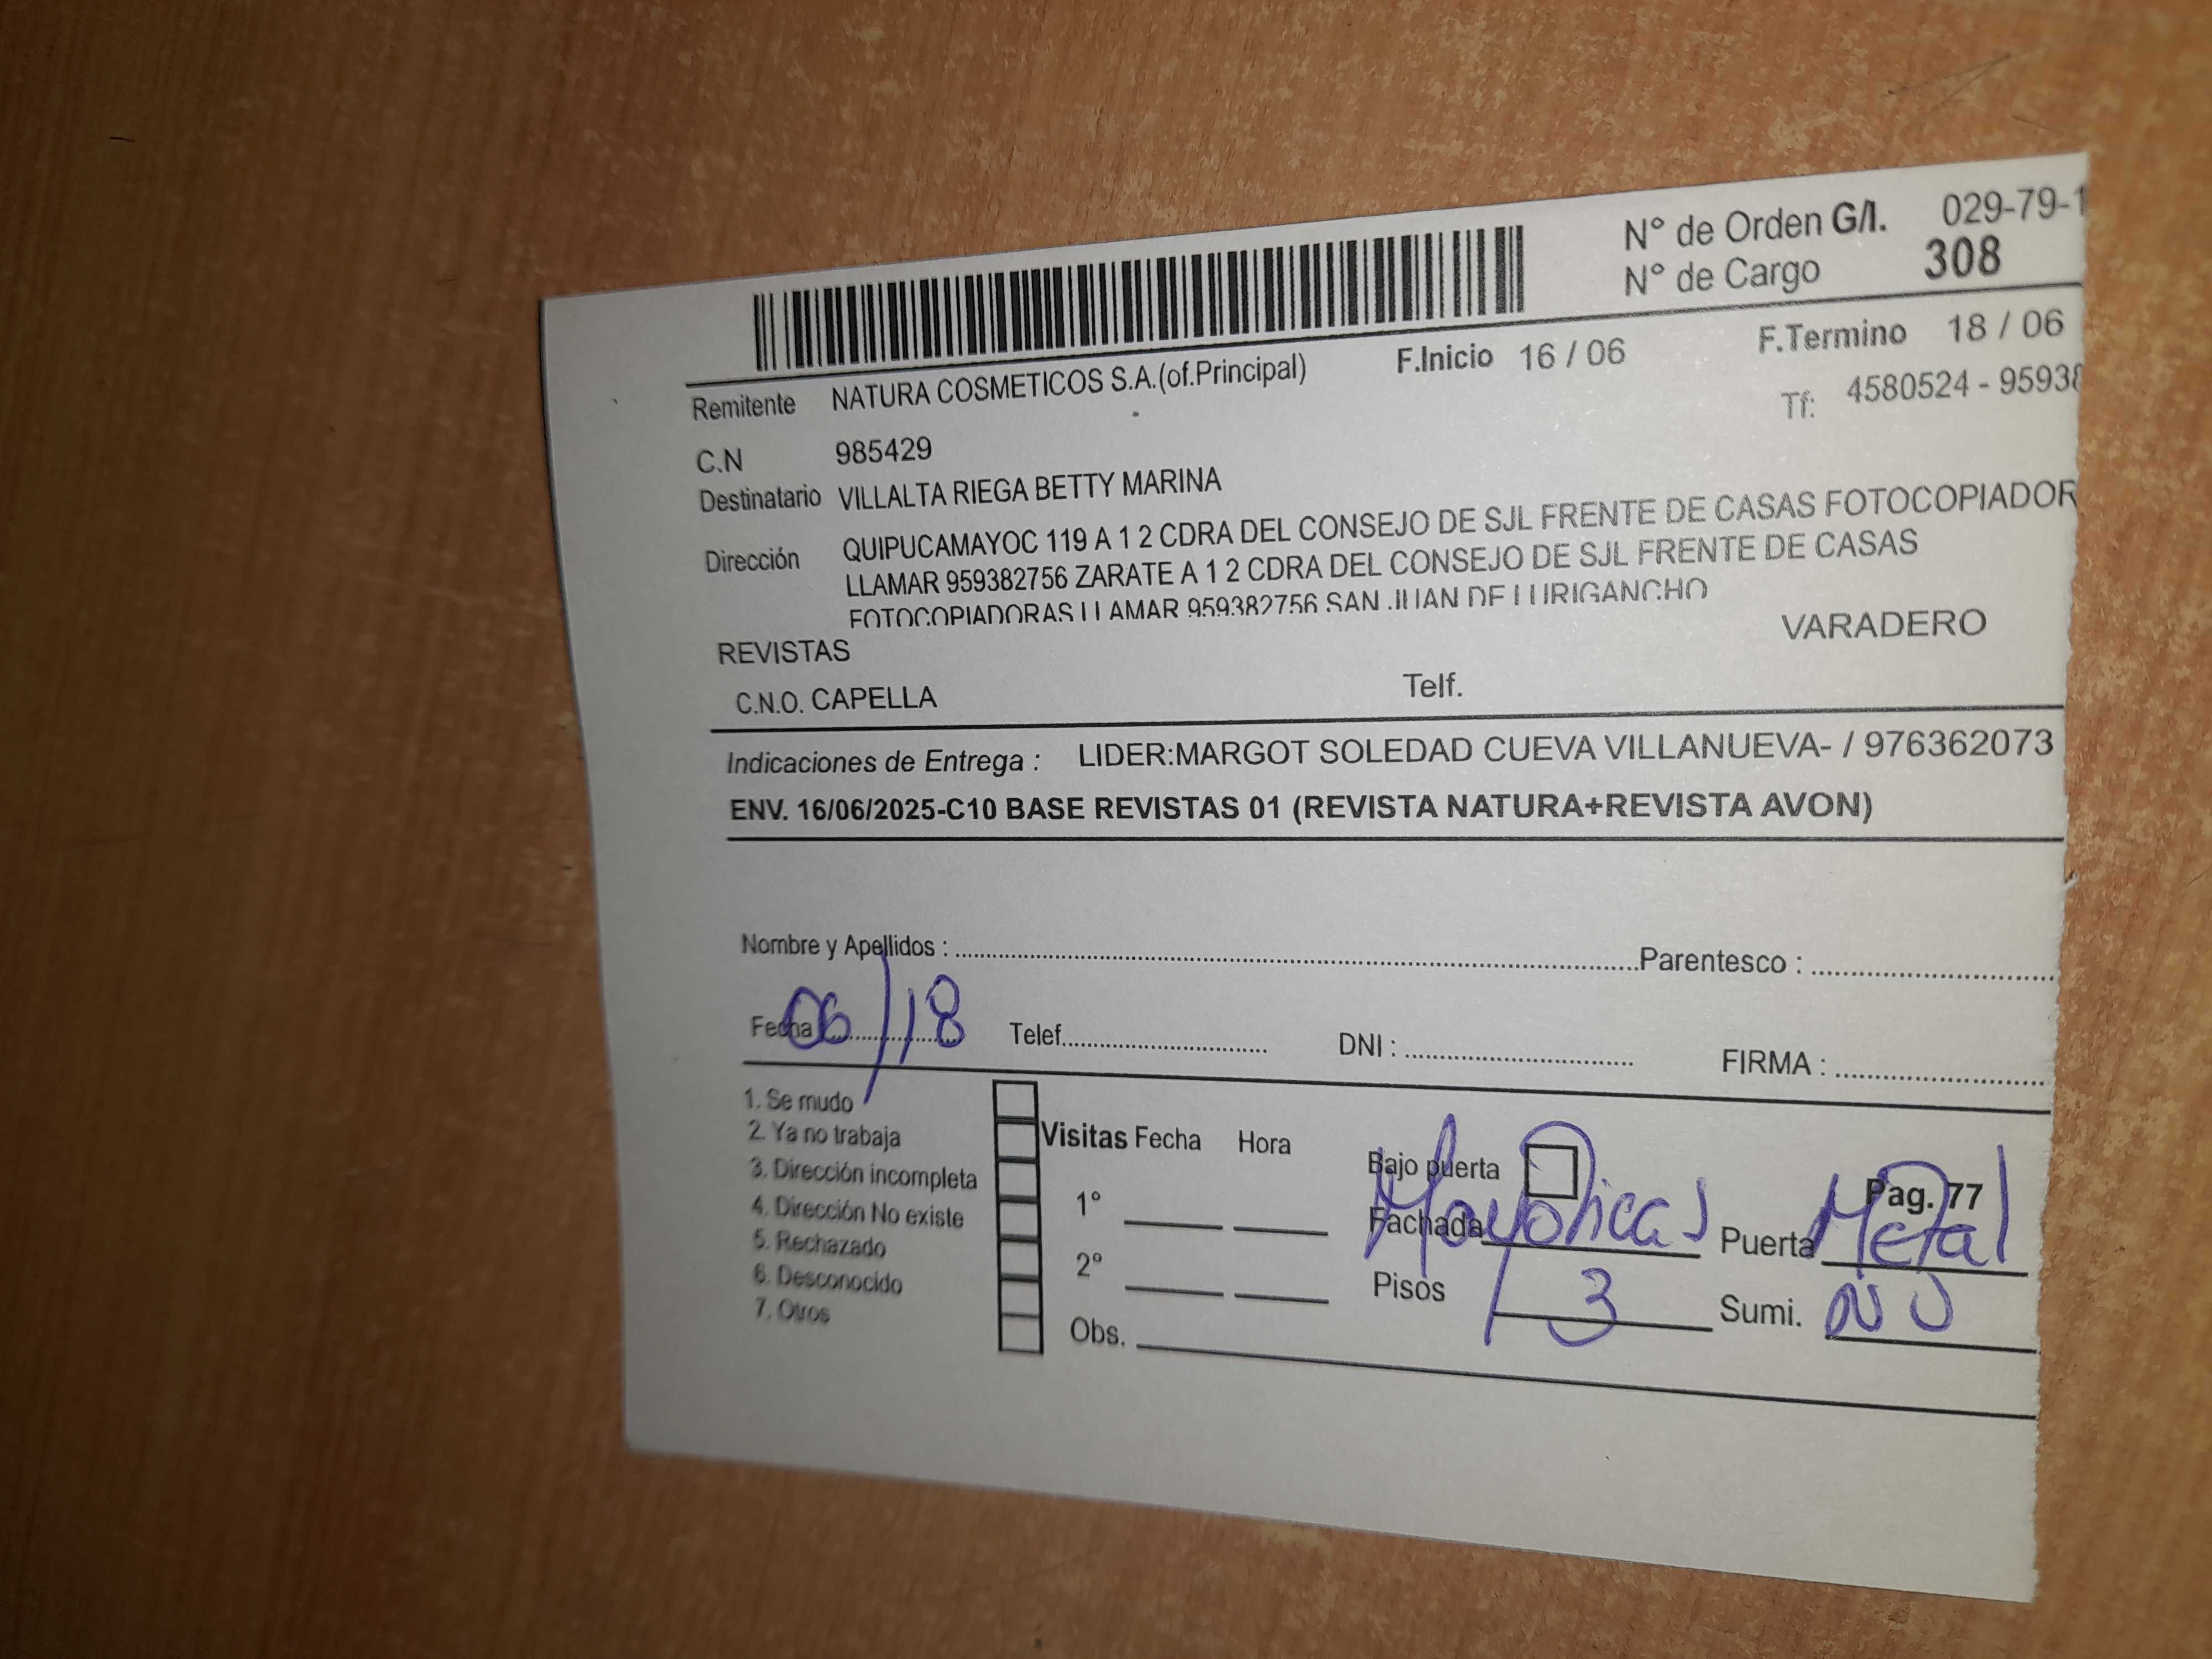 N° de Orden G/I. 029-79-1
N° de Cargo 308
F.Inicio 16 / 06 F.Termino 18 / 06
Remitente NATURA COSMETICOS S.A.(of.Principal)
Tf: 4580524 - 95938
C.N 985429
Destinatario VILLALTA RIEGA BETTY MARINA
Dirección QUIPUCAMAYOC 119 A 1 2 CDRA DEL CONSEJO DE SJL FRENTE DE CASAS FOTOCOPIADOR
LLAMAR 959382756 ZARATE A 1 2 CDRA DEL CONSEJO DE SJL FRENTE DE CASAS
FOTOCOPIADORAS LLAMAR 959382756 SAN JUAN DE LURIGANCHO
REVISTAS VARADERO
C.N.O. CAPELLA Telf.
Indicaciones de Entrega : LIDER:MARGOT SOLEDAD CUEVA VILLANUEVA- / 976362073
ENV. 16/06/2025-C10 BASE REVISTAS 01 (REVISTA NATURA+REVISTA AVON)
Nombre y Apellidos : Parentesco :
Fecha 06/18 Telef. DNI : FIRMA :
1. Se mudo
2. Ya no trabaja
3. Dirección incompleta
4. Dirección No existe
5. Rechazado
6. Desconocido
7. Otros
Visitas Fecha Hora
1°
2°
Obs.
Bajo puerta Pag. 77
Fachada Mayolicas Puerta Metal
Pisos 3 Sumi. NO